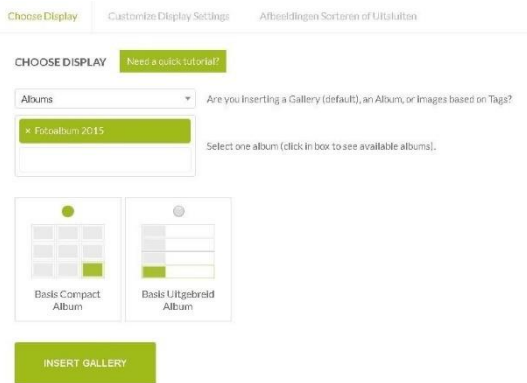 Choose Display Customize Display Settings Afbeeldingen Sorteren of Uitsluiten
CHOOSE DISPLAY Need a quick tutorial?
Albums Are you inserting a Gallery (default), an Album, or images based on Tags?
× Fotoalbum 2015
Select one album (click in box to see available albums).
Basis Compact Album
Basis Uitgebreid Album
INSERT GALLERY